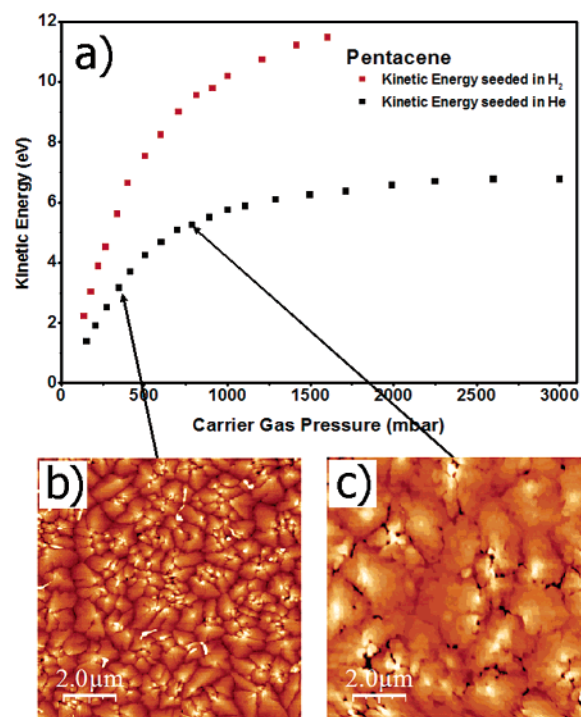 a)
Pentacene
Kinetic Energy seeded in H₂
Kinetic Energy seeded in He
Kinetic Energy (eV)
12
10
8
6
4
2
0
0 500 1000 1500 2000 2500 3000
Carrier Gas Pressure (mbar)
b)
2.0µm
c)
2.0µm